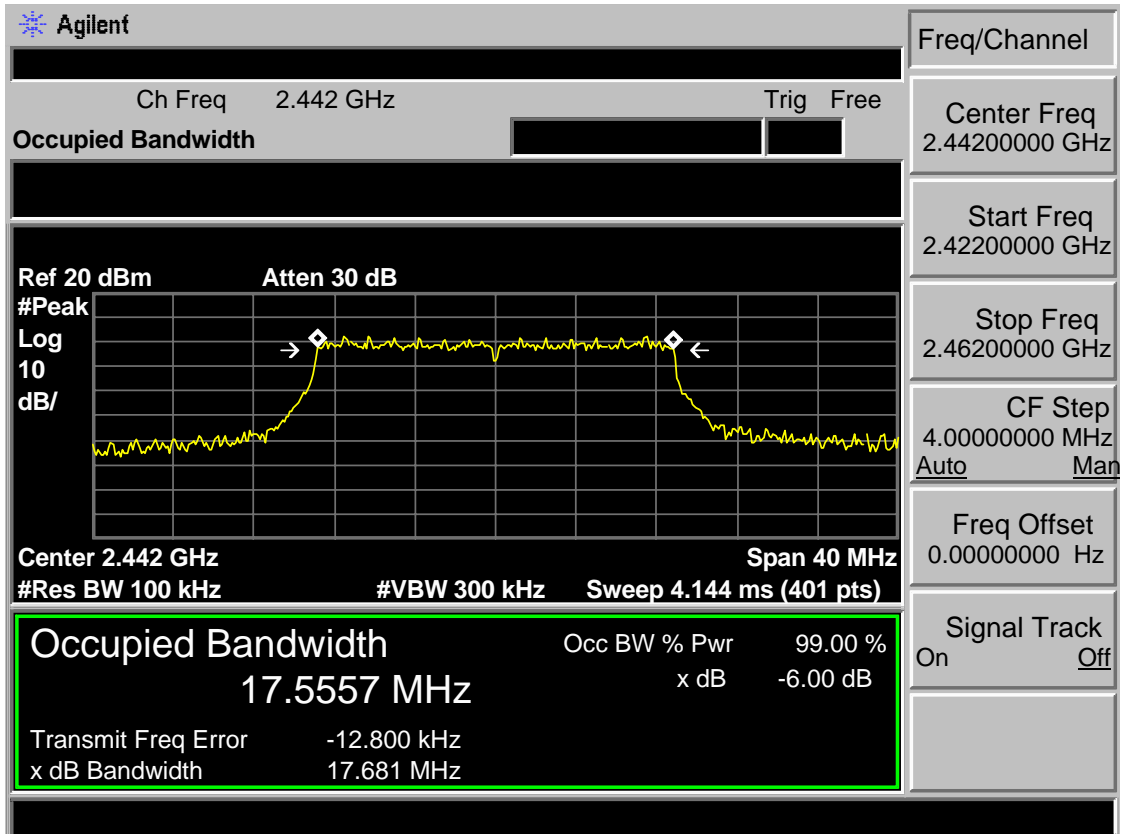 Agilent
Freq/Channel
Ch Freq 2.442 GHz Trig Free
Occupied Bandwidth
Center Freq
2.44200000 GHz
Start Freq
2.42200000 GHz
Stop Freq
2.46200000 GHz
CF Step
4.00000000 MHz
Auto Man
Freq Offset
0.00000000 Hz
Signal Track
On Off
Ref 20 dBm Atten 30 dB
#Peak
Log
10
dB/
Center 2.442 GHz Span 40 MHz
#Res BW 100 kHz #VBW 300 kHz Sweep 4.144 ms (401 pts)
Occupied Bandwidth Occ BW % Pwr 99.00 %
17.5557 MHz x dB -6.00 dB
Transmit Freq Error -12.800 kHz
x dB Bandwidth 17.681 MHz